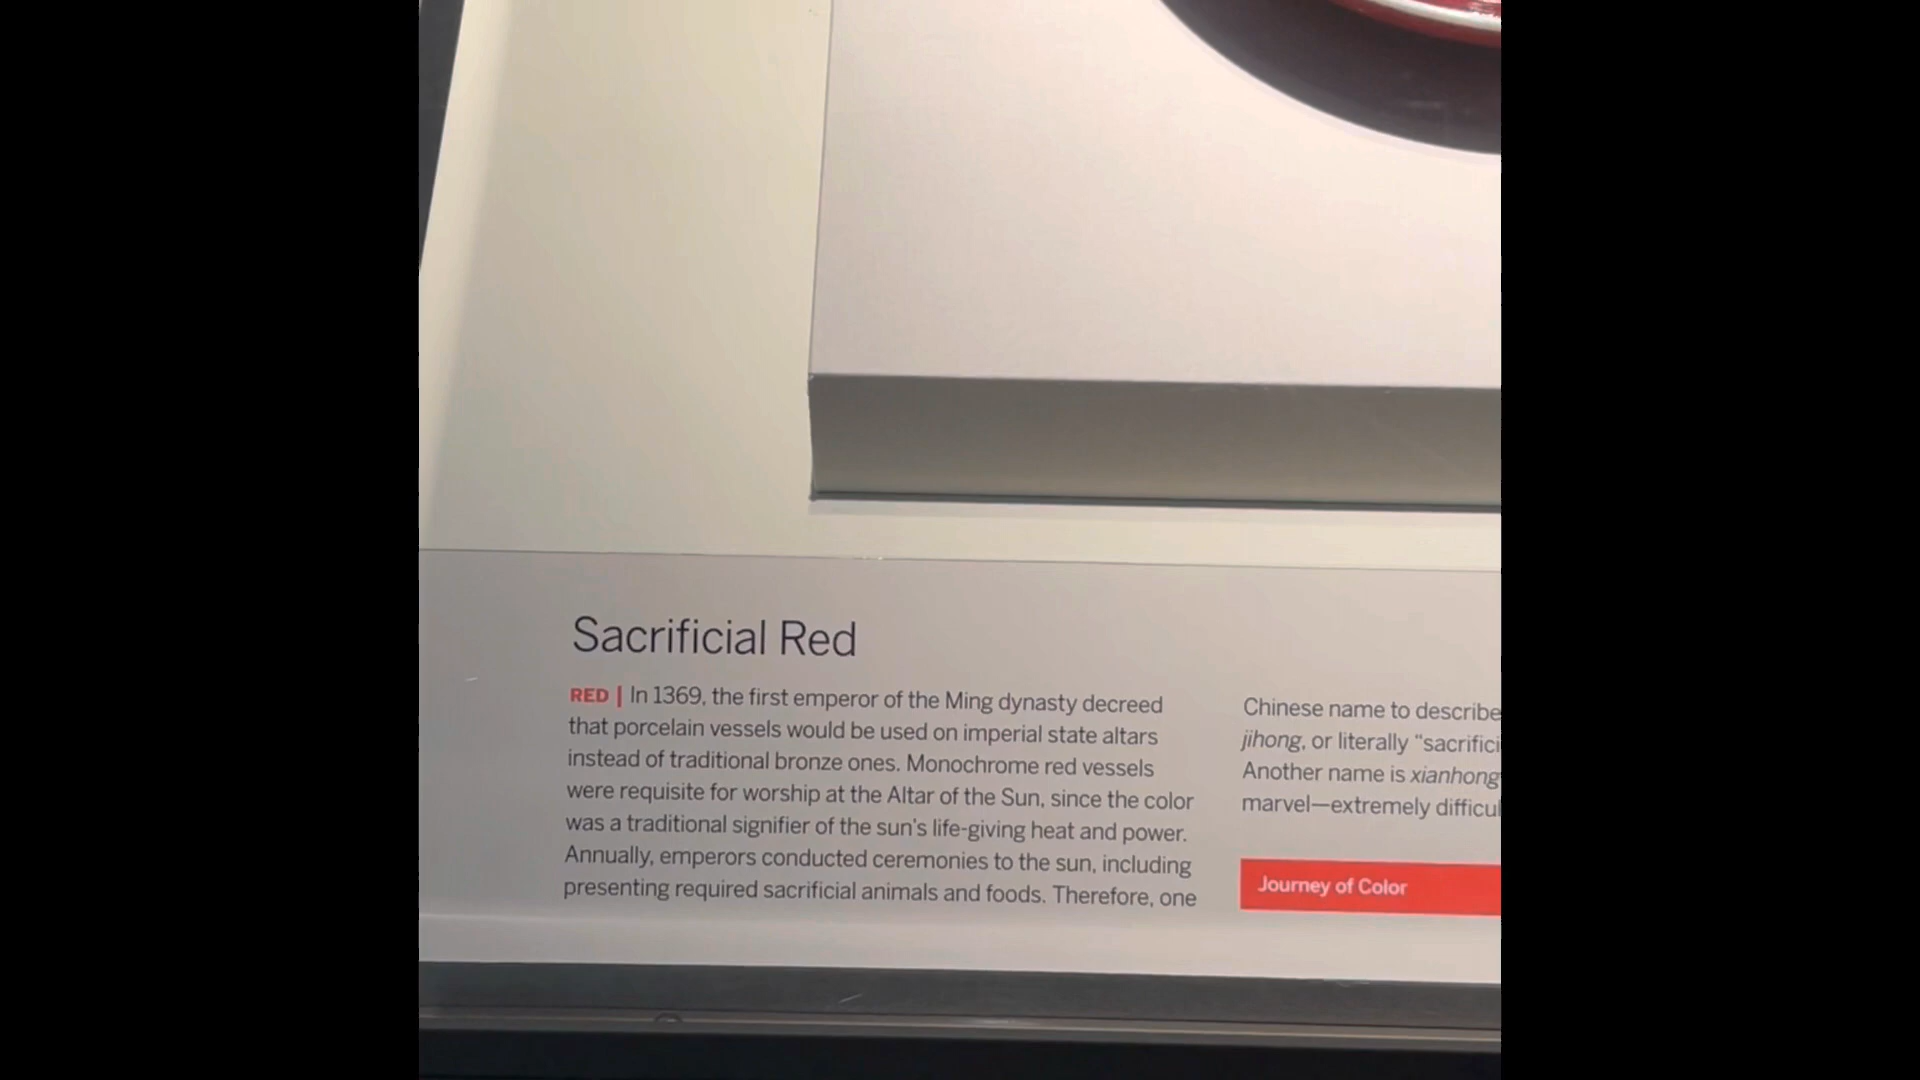 Sacrificial Red
RED | In 1369, the first emperor of the Ming dynasty decreed
that porcelain vessels would be used on imperial state altars
instead of traditional bronze ones. Monochrome red vessels
were requisite for worship at the Altar of the Sun, since the color
was a traditional signifier of the sun's life-giving heat and power.
Annually, emperors conducted ceremonies to the sun, including
presenting required sacrificial animals and foods. Therefore, one
Chinese name to describe
jihong, or literally "sacrifici
Another name is xianhong
marvel—extremely difficul
Journey of Color